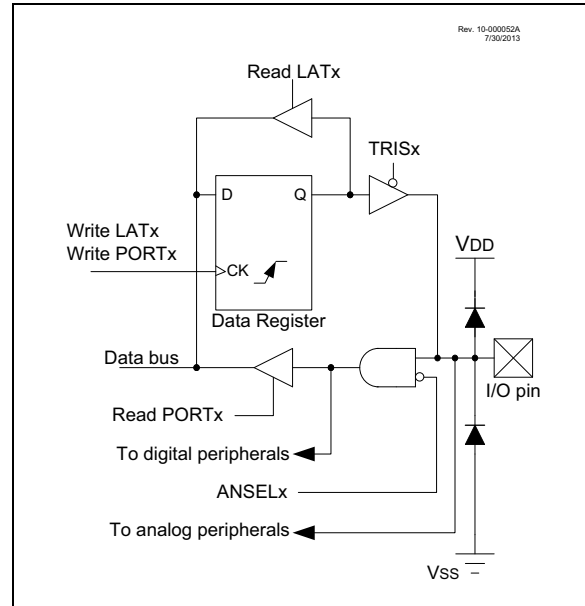 Rev. 10-000052A
7/30/2013
Read LATx
TRISx
D
Q
Write LATx
Write PORTx
CK
VDD
Data Register
Data bus
I/O pin
Read PORTx
To digital peripherals
ANSELx
To analog peripherals
VSS